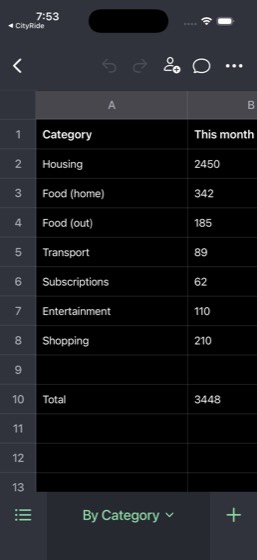 7:53
◂ CityRide
A B
1 Category This month
2 Housing 2450
3 Food (home) 342
4 Food (out) 185
5 Transport 89
6 Subscriptions 62
7 Entertainment 110
8 Shopping 210
9
10 Total 3448
11
12
13
By Category